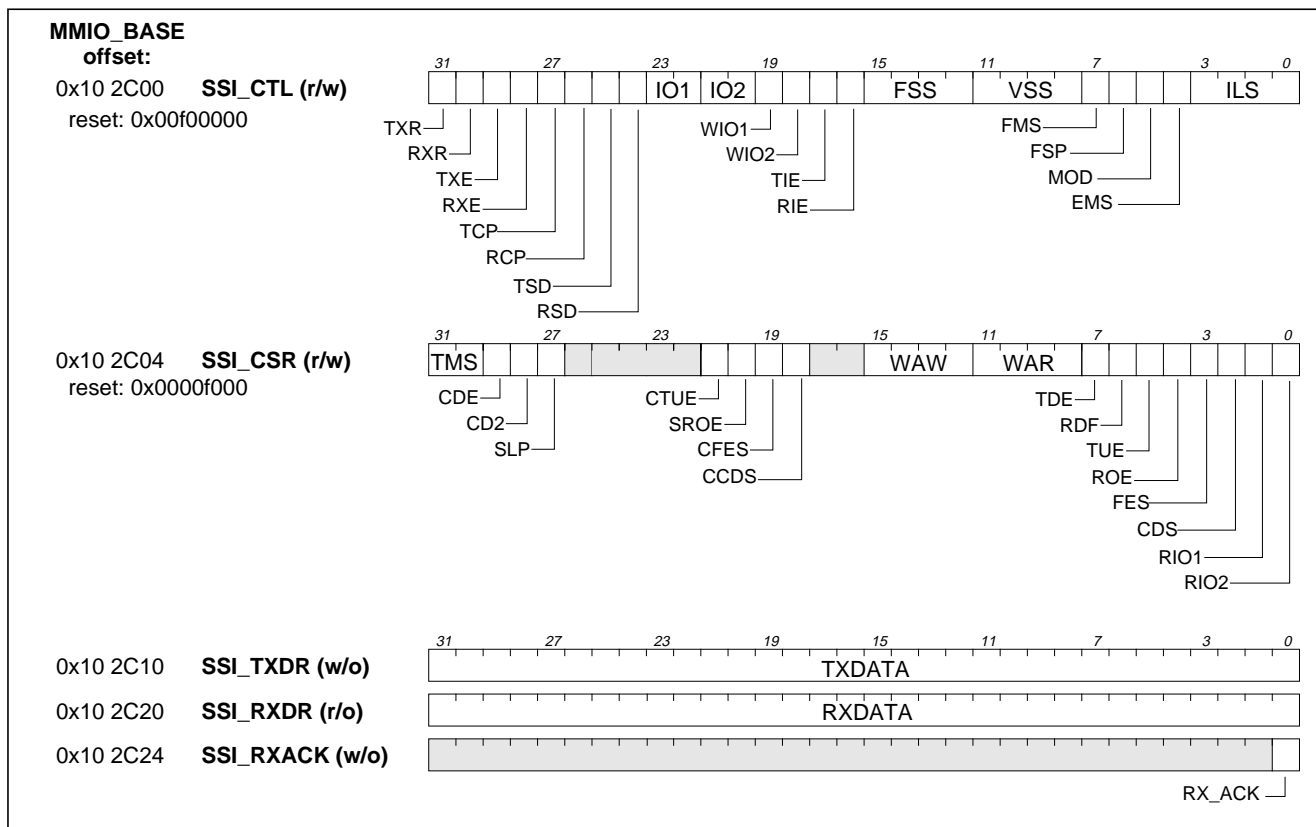 MMIO_BASE
offset:
31 27 23 19 15 11 7 3 0
0x10 2C00 SSI_CTL (r/w) IO1 IO2 FSS VSS ILS
reset: 0x00f00000
TXR WIO1 FMS
RXR WIO2 FSP
TXE TIE MOD
RXE RIE EMS
TCP
RCP
TSD
RSD
31 27 23 19 15 11 7 3 0
0x10 2C04 SSI_CSR (r/w) TMS WAW WAR
reset: 0x0000f000
CDE CTUE TDE
CD2 SROE RDF
SLP CFES TUE
CCDS ROE
FES
CDS
RIO1
RIO2
31 27 23 19 15 11 7 3 0
0x10 2C10 SSI_TXDR (w/o) TXDATA
0x10 2C20 SSI_RXDR (r/o) RXDATA
0x10 2C24 SSI_RXACK (w/o)
RX_ACK